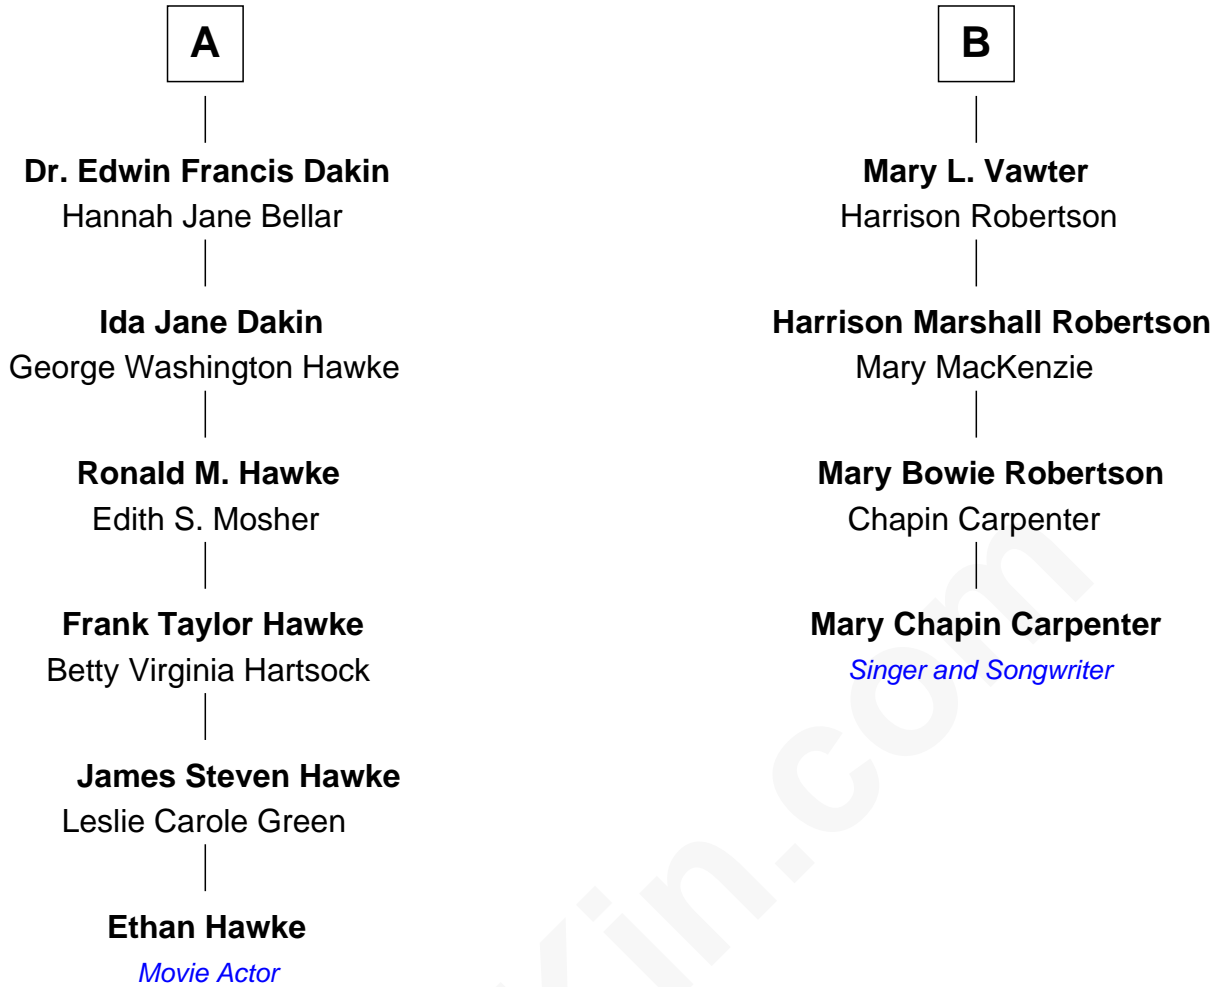 A
Dr. Edwin Francis Dakin
Hannah Jane Bellar
Ida Jane Dakin
George Washington Hawke
Ronald M. Hawke
Edith S. Mosher
Frank Taylor Hawke
Betty Virginia Hartsock
James Steven Hawke
Leslie Carole Green
Ethan Hawke
Movie Actor
B
Mary L. Vawter
Harrison Robertson
Harrison Marshall Robertson
Mary MacKenzie
Mary Bowie Robertson
Chapin Carpenter
Mary Chapin Carpenter
Singer and Songwriter
Kin.com